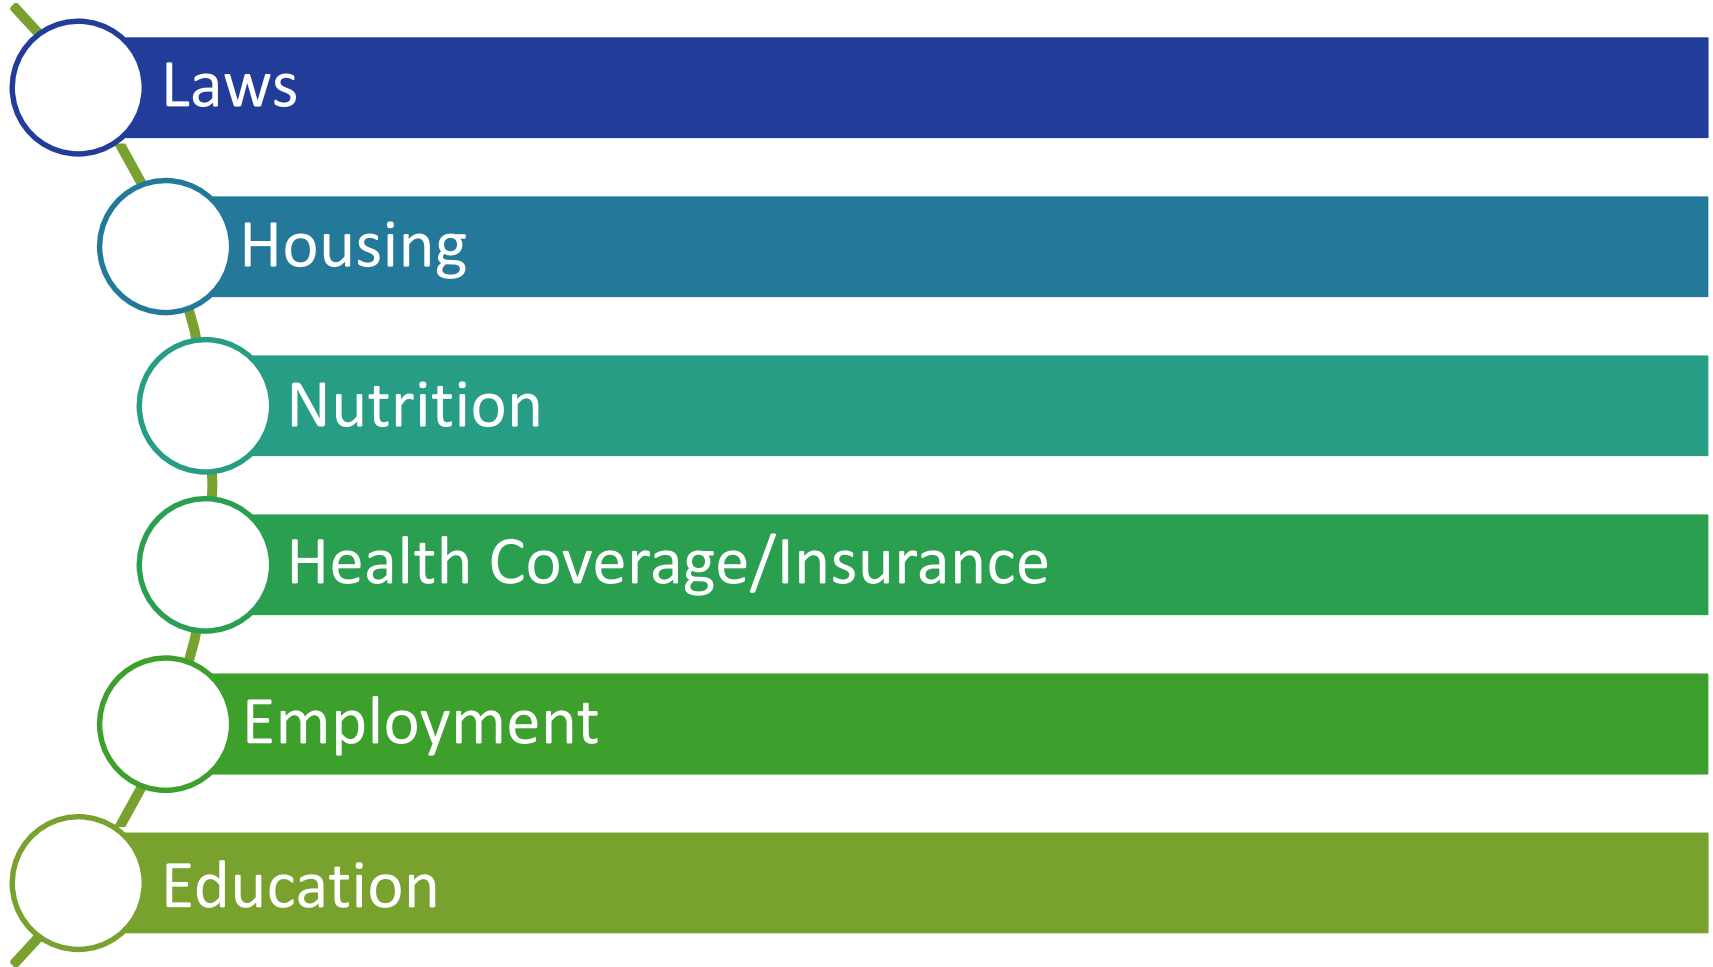 Laws
Housing
Nutrition
Health Coverage/Insurance
Employment
Education